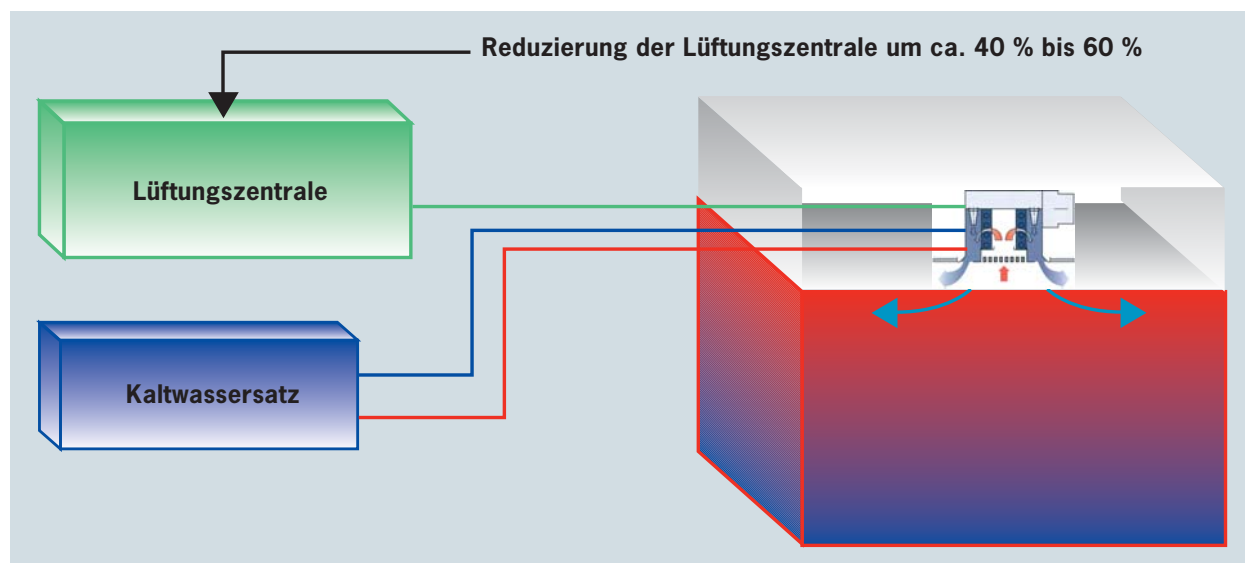 Reduzierung der Lüftungszentrale um ca. 40 % bis 60 %
Lüftungszentrale
Kaltwassersatz